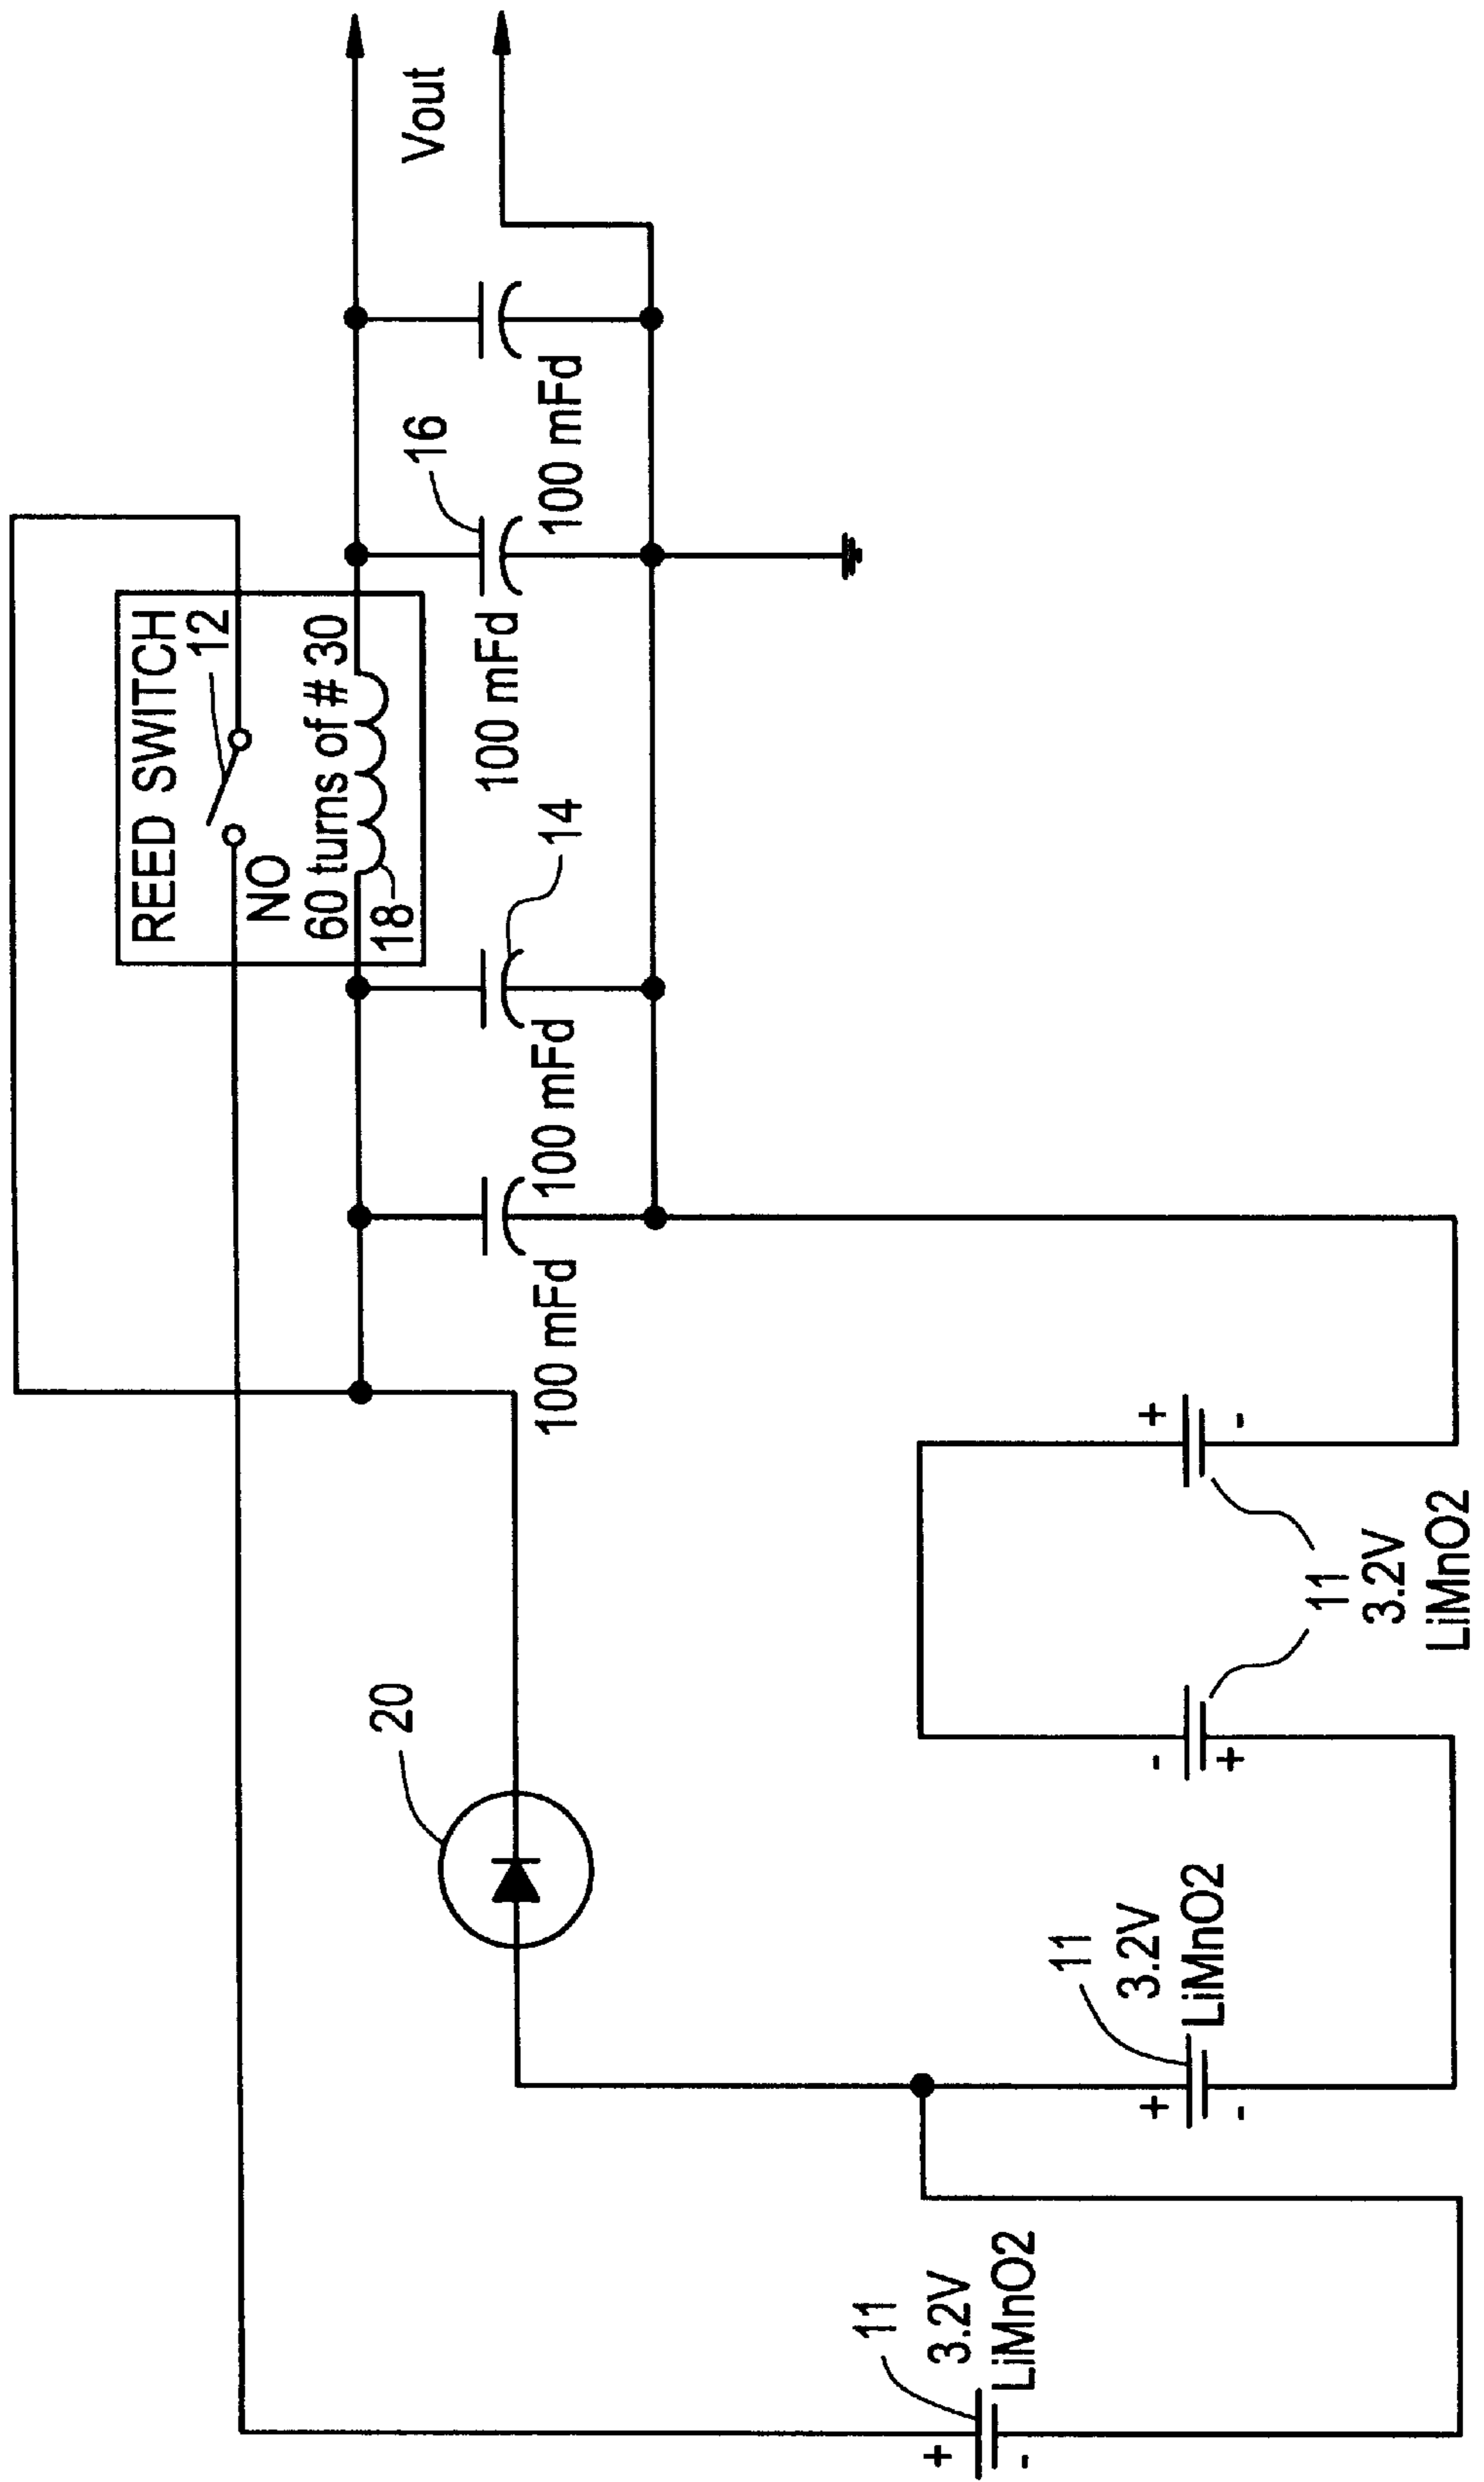 REED SWITCH
12
NO
60 turns of # 30
18
Vout
16
100 mFd
100 mFd
14
100 mFd
100 mFd
20
11
3.2V
LiMnO2
+
-
11
3.2V
LiMnO2
+
-
-
+
+
-
11
3.2V
LiMnO2